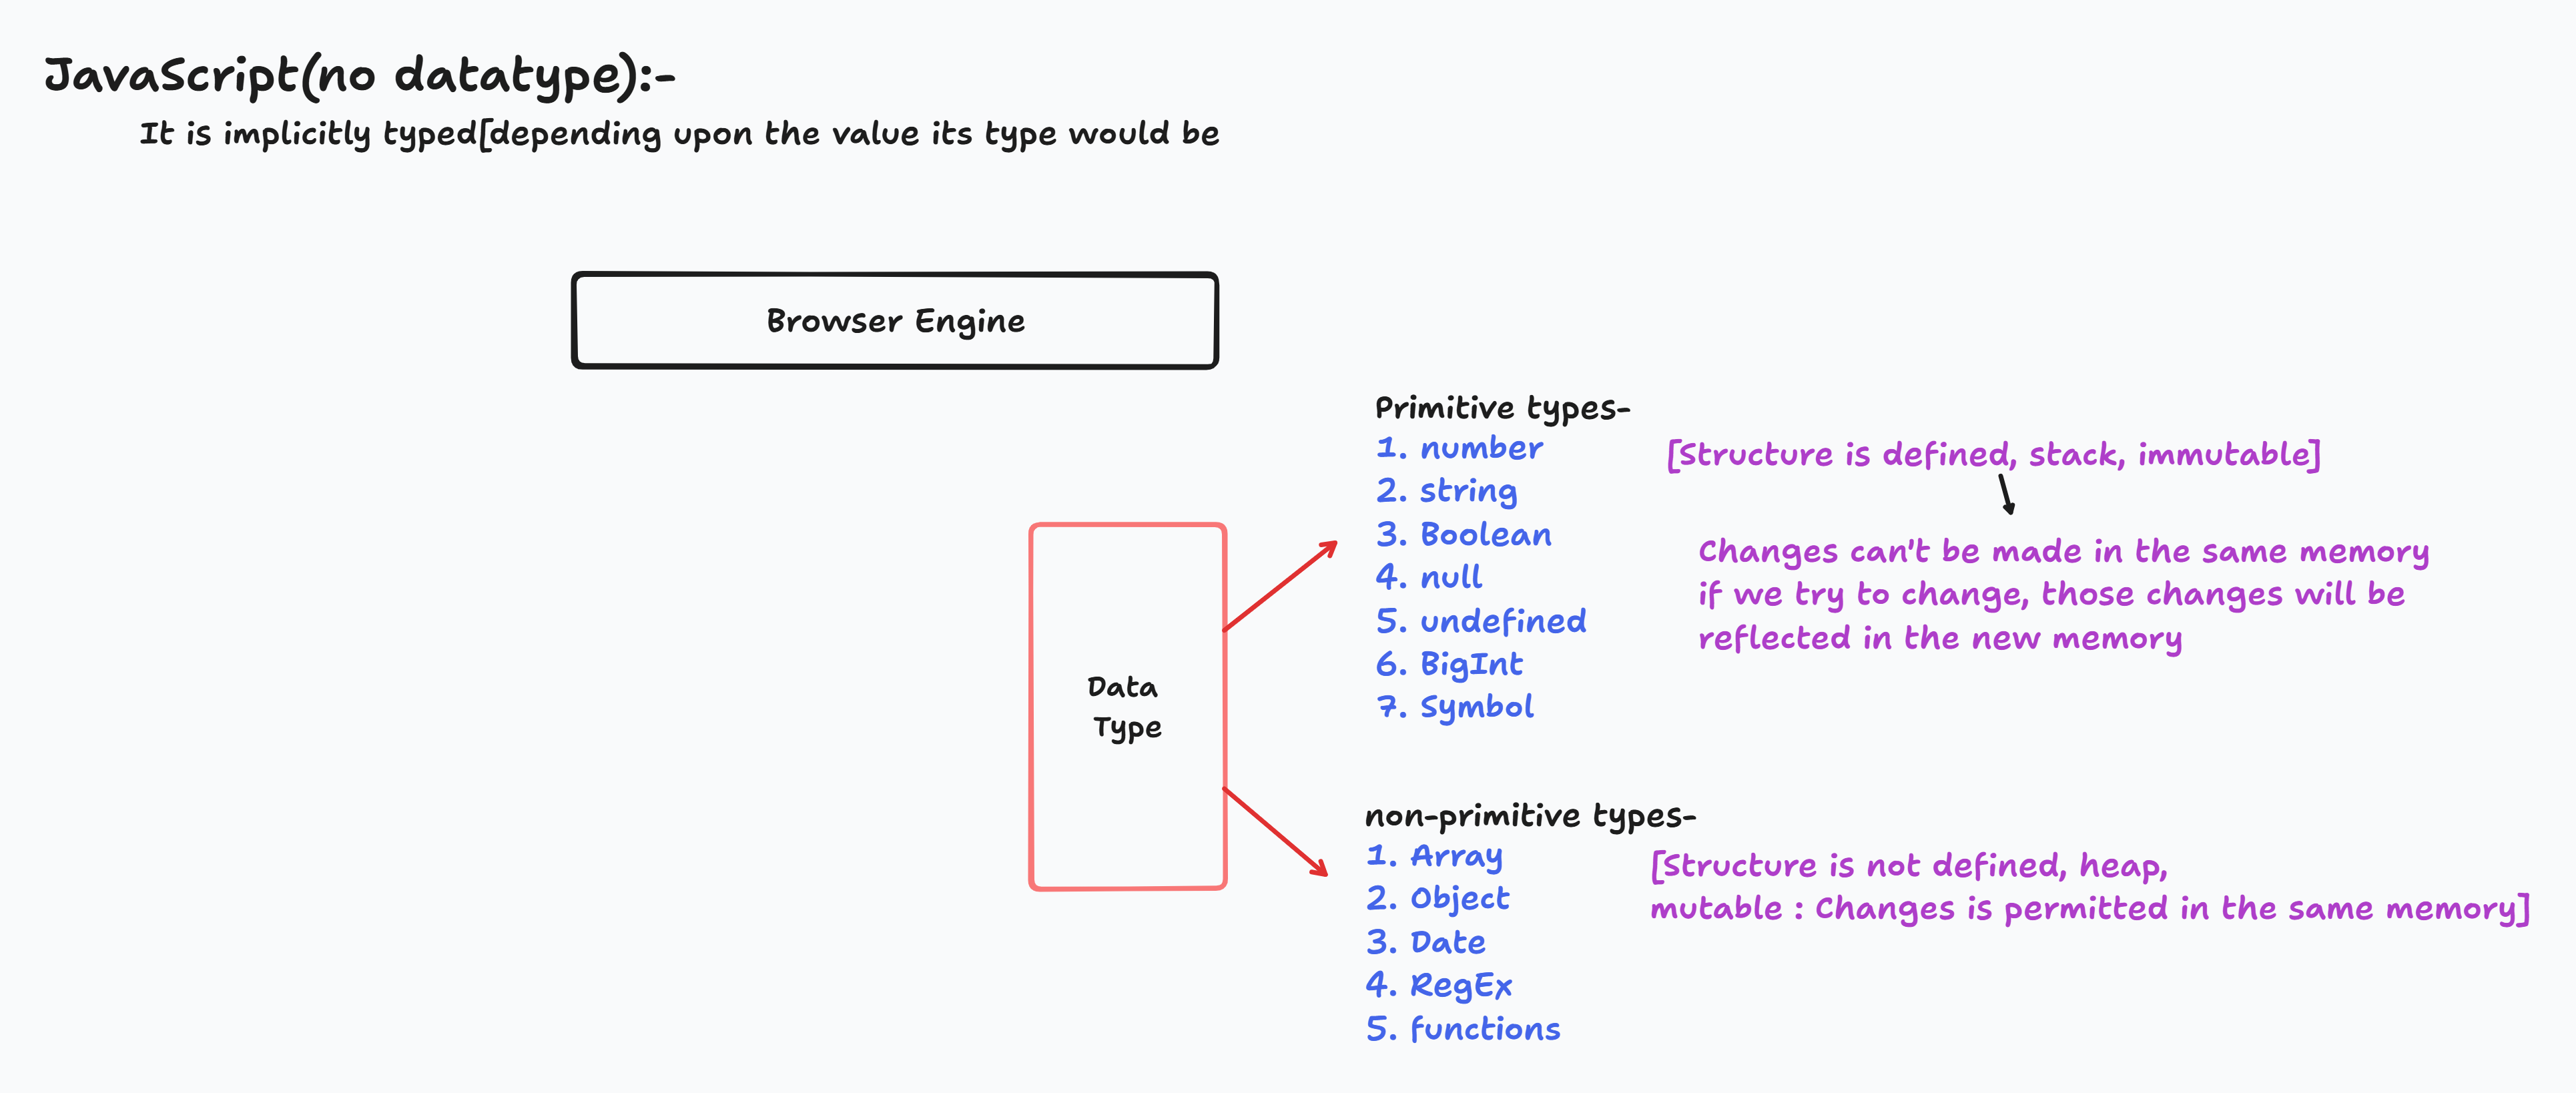 JavaScript(no datatype):-
It is implicitly typed[depending upon the value its type would be
Browser Engine
Primitive types-
1. number
2. string
3. Boolean
4. null
5. undefined
6. BigInt
7. Symbol
[Structure is defined, stack, immutable]
Changes can't be made in the same memory
if we try to change, those changes will be
reflected in the new memory
Data
Type
non-primitive types-
1. Array
2. Object
3. Date
4. RegEx
5. functions
[Structure is not defined, heap,
mutable : Changes is permitted in the same memory]